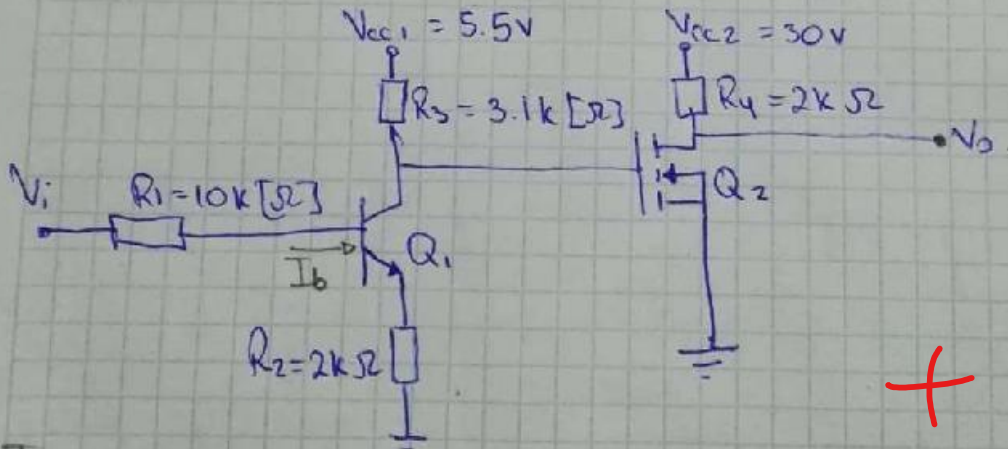 Vcc1 = 5.5V
Vcc2 = 30V
R3 = 3.1k [Ω]
R4 = 2k Ω
Vo
Vi
R1 = 10k [Ω]
Q2
Ib
Q1
R2 = 2k Ω